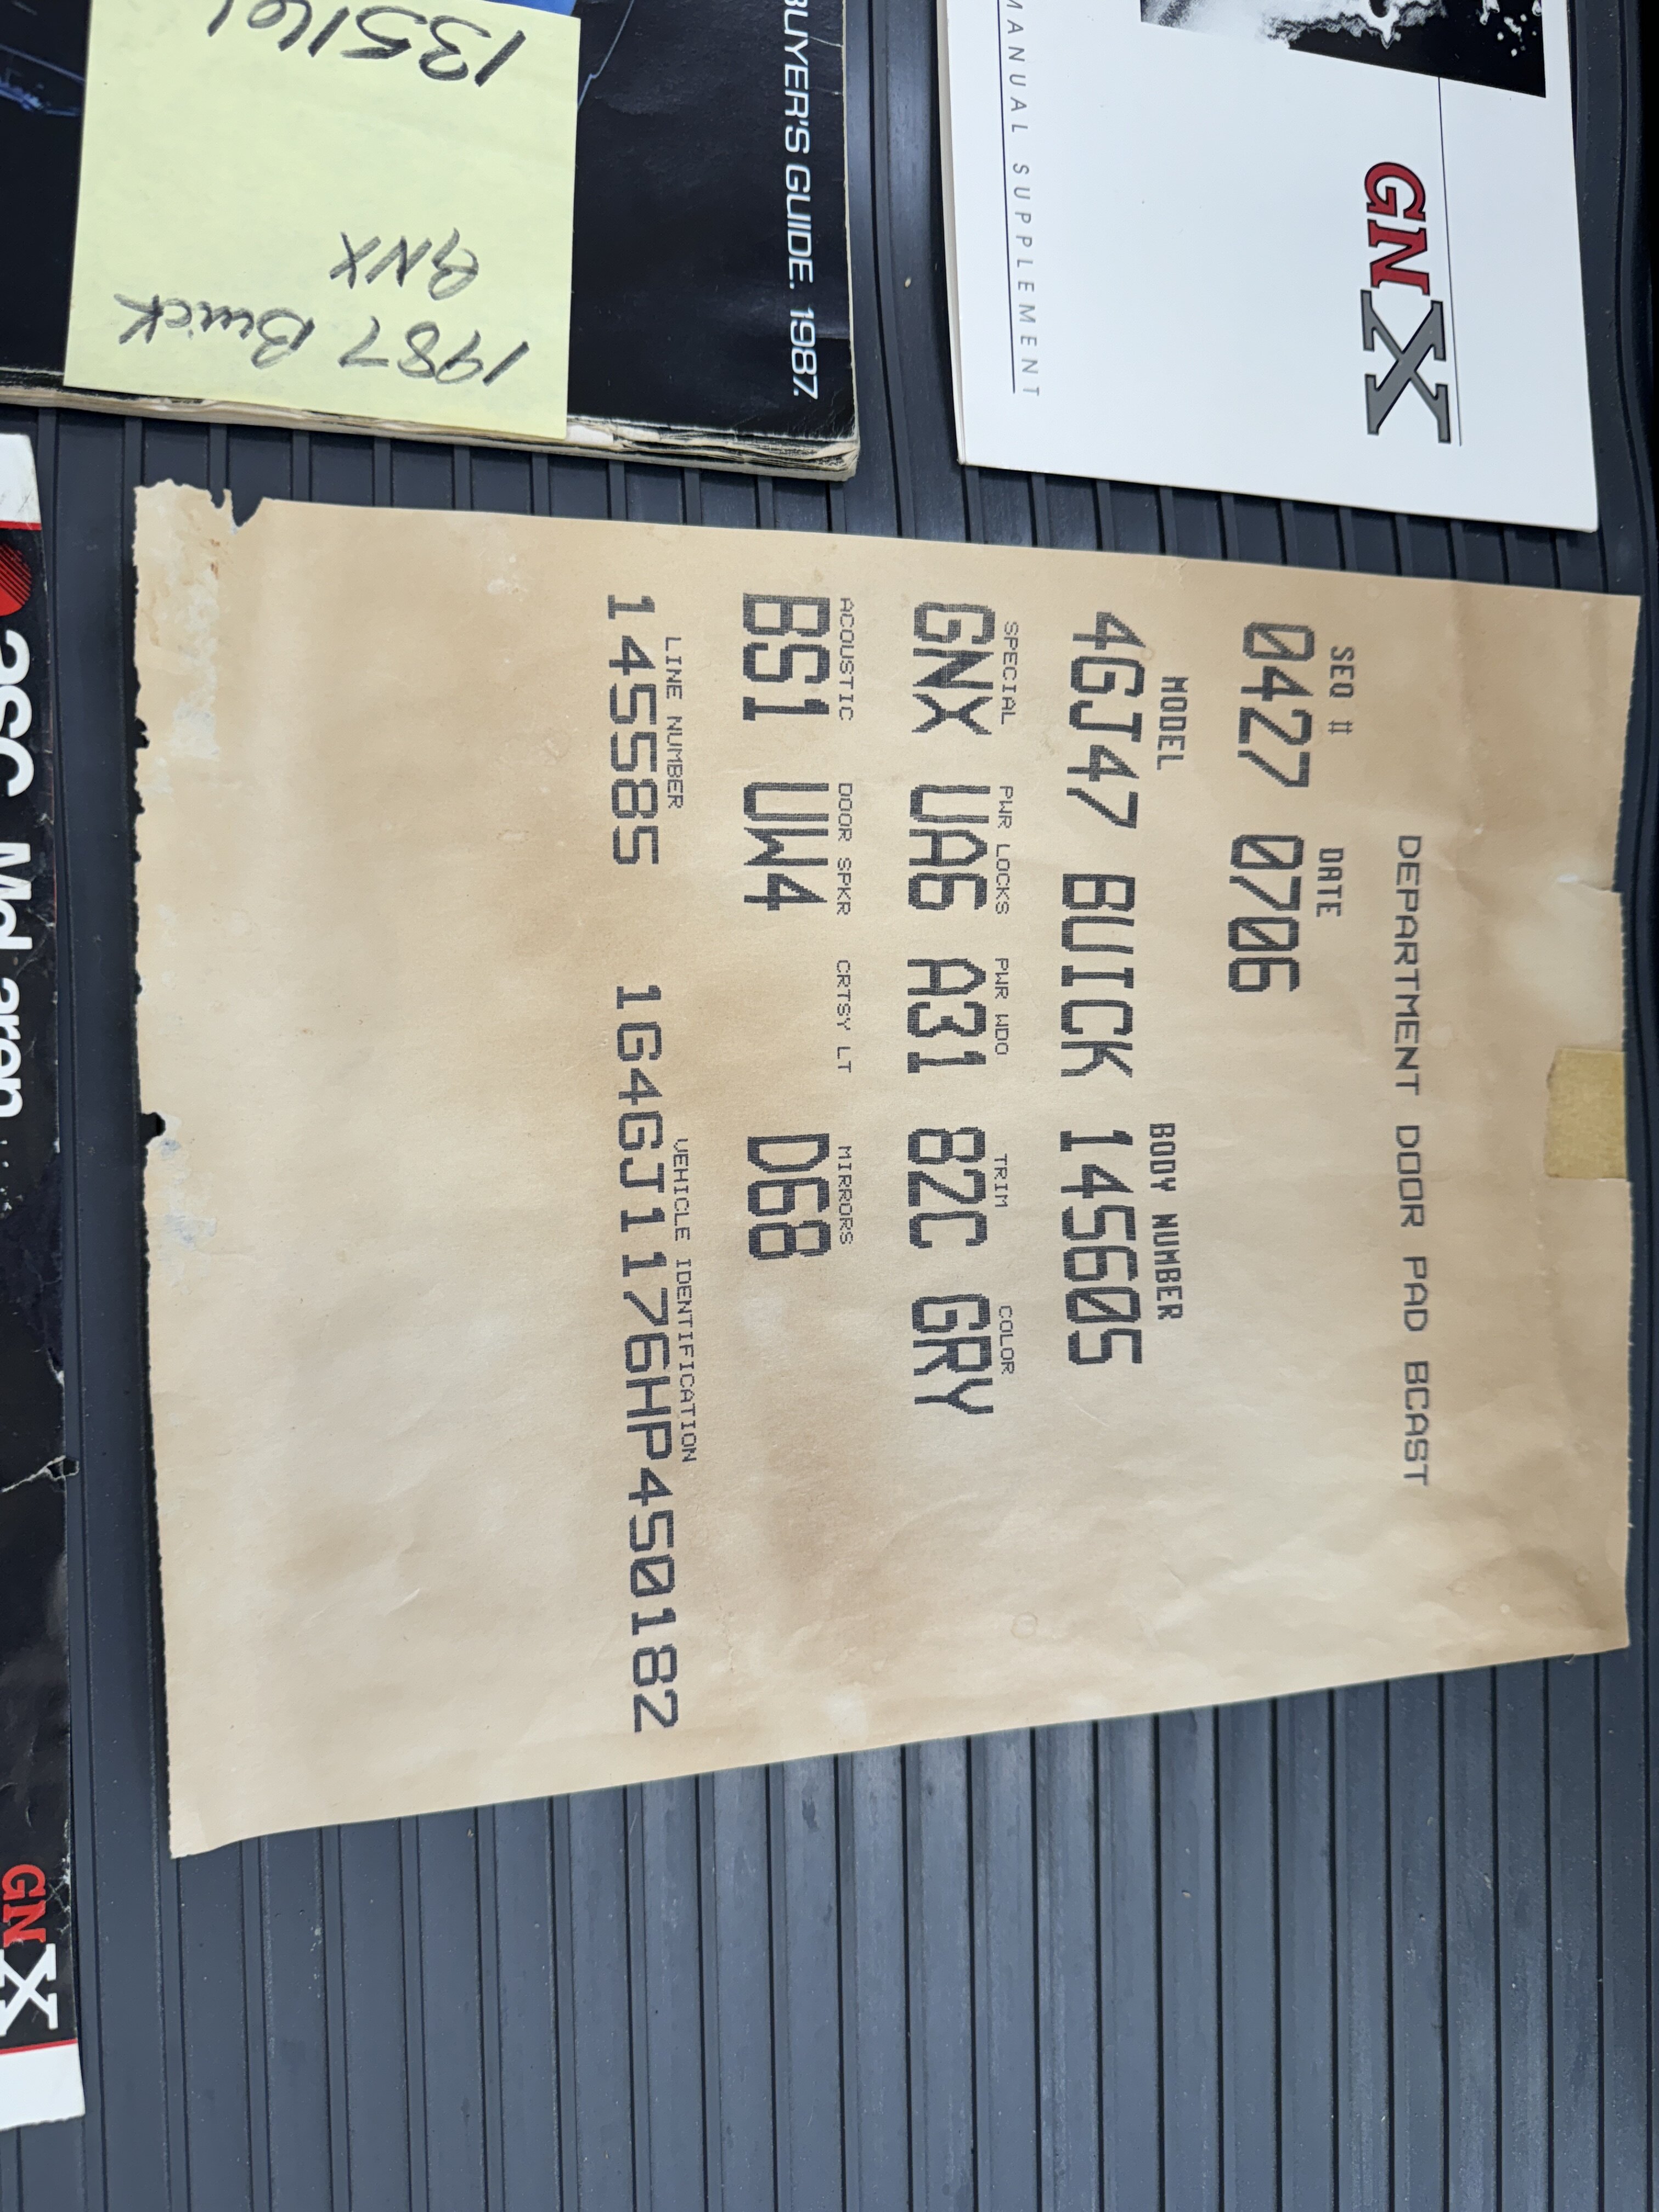 DEPARTMENT DOOR PAD BCAST
SEQ # DATE
0427 0706
MODEL BODY NUMBER
4GJ47 BUICK 145605
SPECIAL PWR LOCKS PWR WDO TRIM COLOR
GNX UA6 A31 82C GRY
ACOUSTIC DOOR SPKR CRTSY LT MIRRORS
BS1 UW4 D68
LINE NUMBER VEHICLE IDENTIFICATION
145585 1G4GJ1176HP450182
GNX
MANUAL SUPPLEMENT
BUYER'S GUIDE. 1987.
1987 Buick
GNX
135161
ASC McLaren
GNX